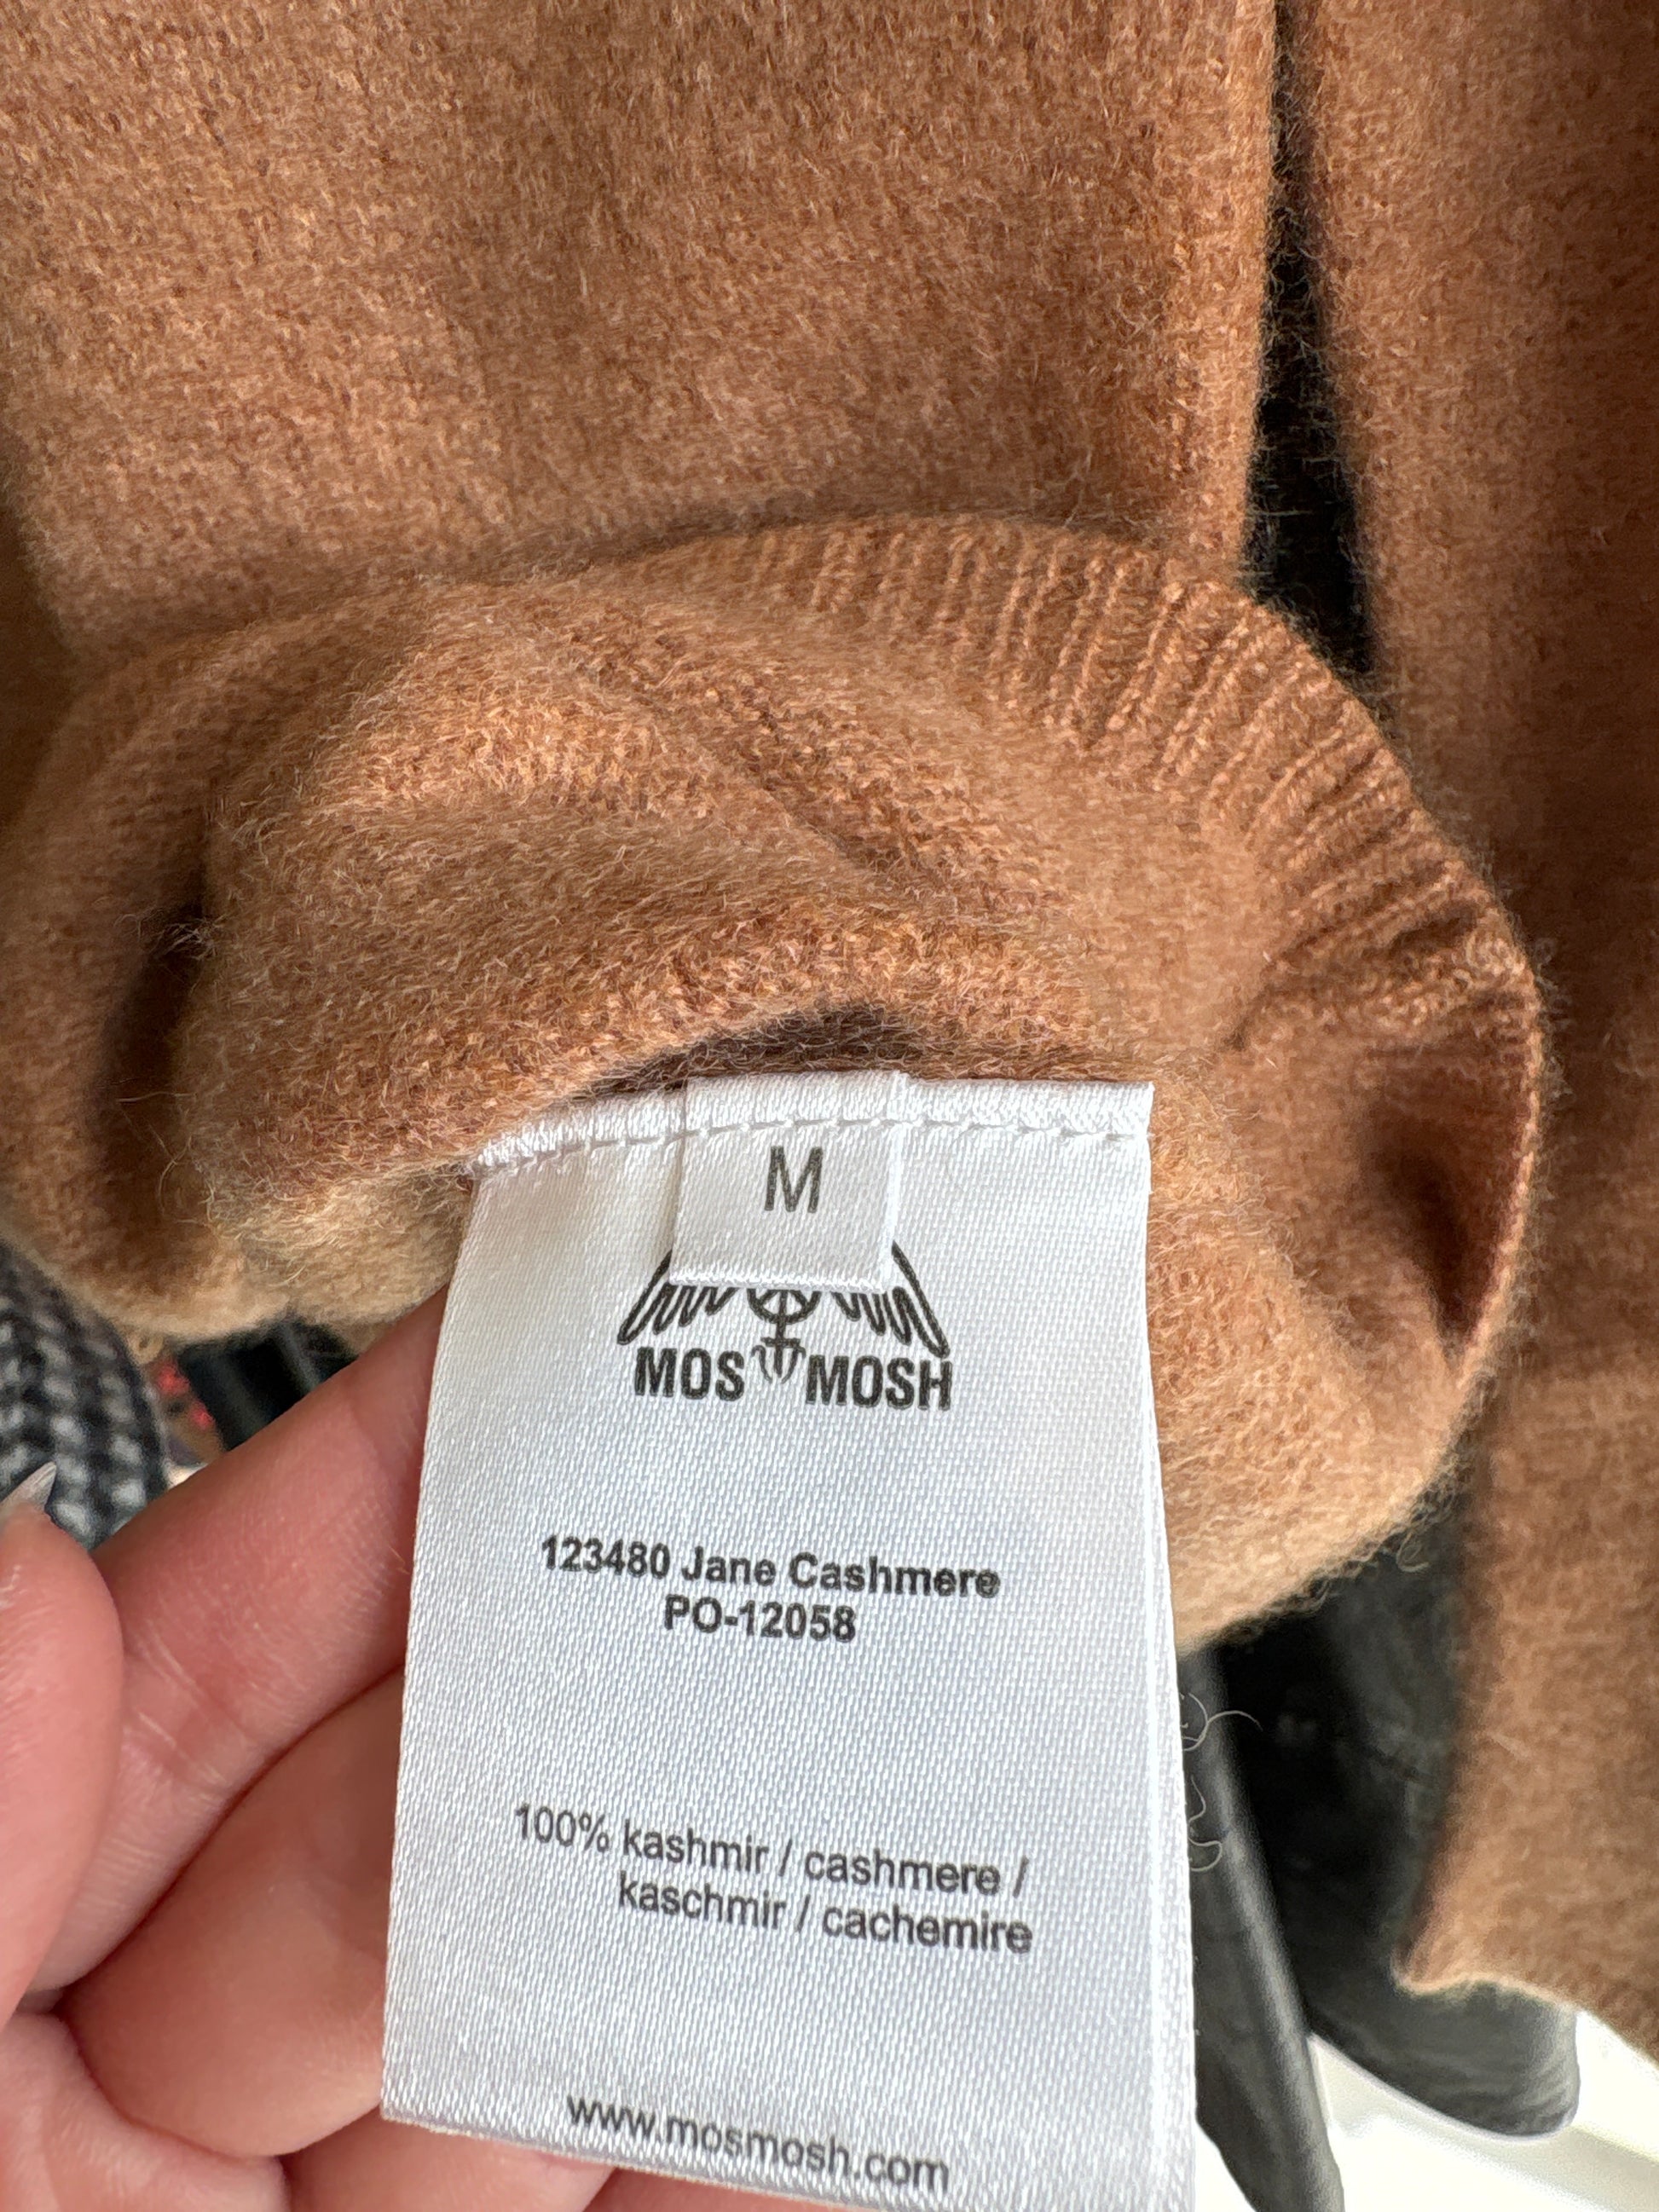 M
MOS MOSH
123480 Jane Cashmere
PO-12058
100% kashmir / cashmere /
kaschmir / cachemire
www.mosmosh.com